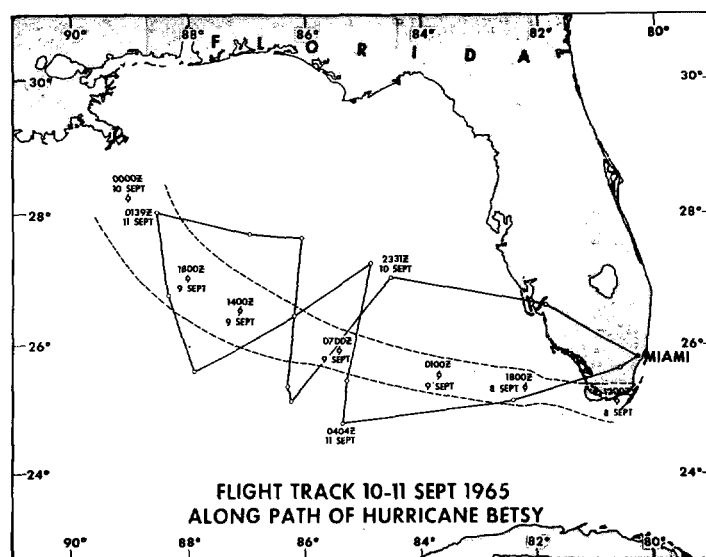 90° 88° 86° 84° 82° 80°
F L O R I D A
30° 30°
0000Z
10 SEPT
0139Z
11 SEPT
28° 28°
1800Z
9 SEPT
2331Z
10 SEPT
1400Z
9 SEPT
0700Z
9 SEPT
26° 26°
MIAMI
0100Z
9 SEPT
1800Z
8 SEPT
1200Z
8 SEPT
0404Z
11 SEPT
24° 24°
FLIGHT TRACK 10-11 SEPT 1965
ALONG PATH OF HURRICANE BETSY
90° 88° 86° 84° 82° 80°